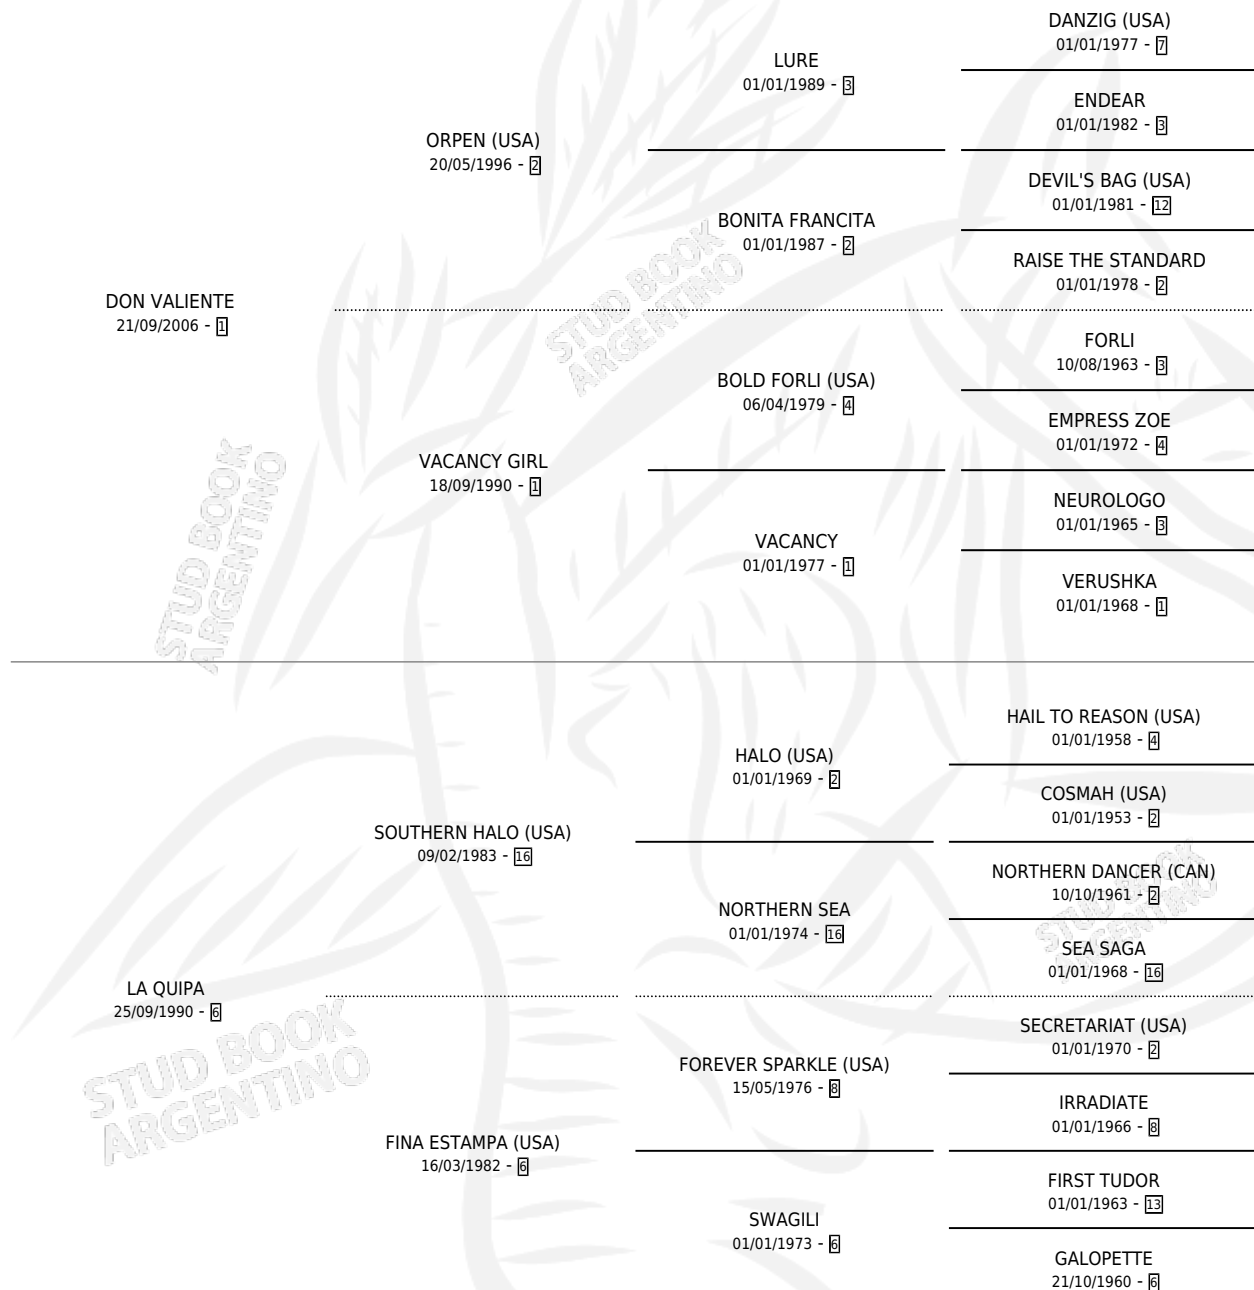 DANZIG (USA)
01/01/1977 - 7
LURE
01/01/1989 - 3
ENDEAR
01/01/1982 - 3
ORPEN (USA)
20/05/1996 - 2
DEVIL'S BAG (USA)
01/01/1981 - 12
BONITA FRANCITA
01/01/1987 - 2
RAISE THE STANDARD
01/01/1978 - 2
DON VALIENTE
21/09/2006 - 1
STUD BOOK
ARGENTINO
FORLI
10/08/1963 - 3
BOLD FORLI (USA)
06/04/1979 - 4
EMPRESS ZOE
01/01/1972 - 4
VACANCY GIRL
18/09/1990 - 1
NEUROLOGO
01/01/1965 - 3
VACANCY
01/01/1977 - 1
VERUSHKA
01/01/1968 - 1
STUD BOOK
ARGENTINO
HAIL TO REASON (USA)
01/01/1958 - 4
HALO (USA)
01/01/1969 - 2
COSMAH (USA)
01/01/1953 - 2
SOUTHERN HALO (USA)
09/02/1983 - 16
NORTHERN DANCER (CAN)
10/10/1961 - 2
NORTHERN SEA
01/01/1974 - 16
STUD BOOK
ARGENTINO
SEA SAGA
01/01/1968 - 16
LA QUIPA
25/09/1990 - 6
STUD BOOK
ARGENTINO
SECRETARIAT (USA)
01/01/1970 - 2
FOREVER SPARKLE (USA)
15/05/1976 - 8
IRRADIATE
01/01/1966 - 8
FINA ESTAMPA (USA)
16/03/1982 - 6
FIRST TUDOR
01/01/1963 - 13
SWAGILI
01/01/1973 - 6
GALOPETTE
21/10/1960 - 6